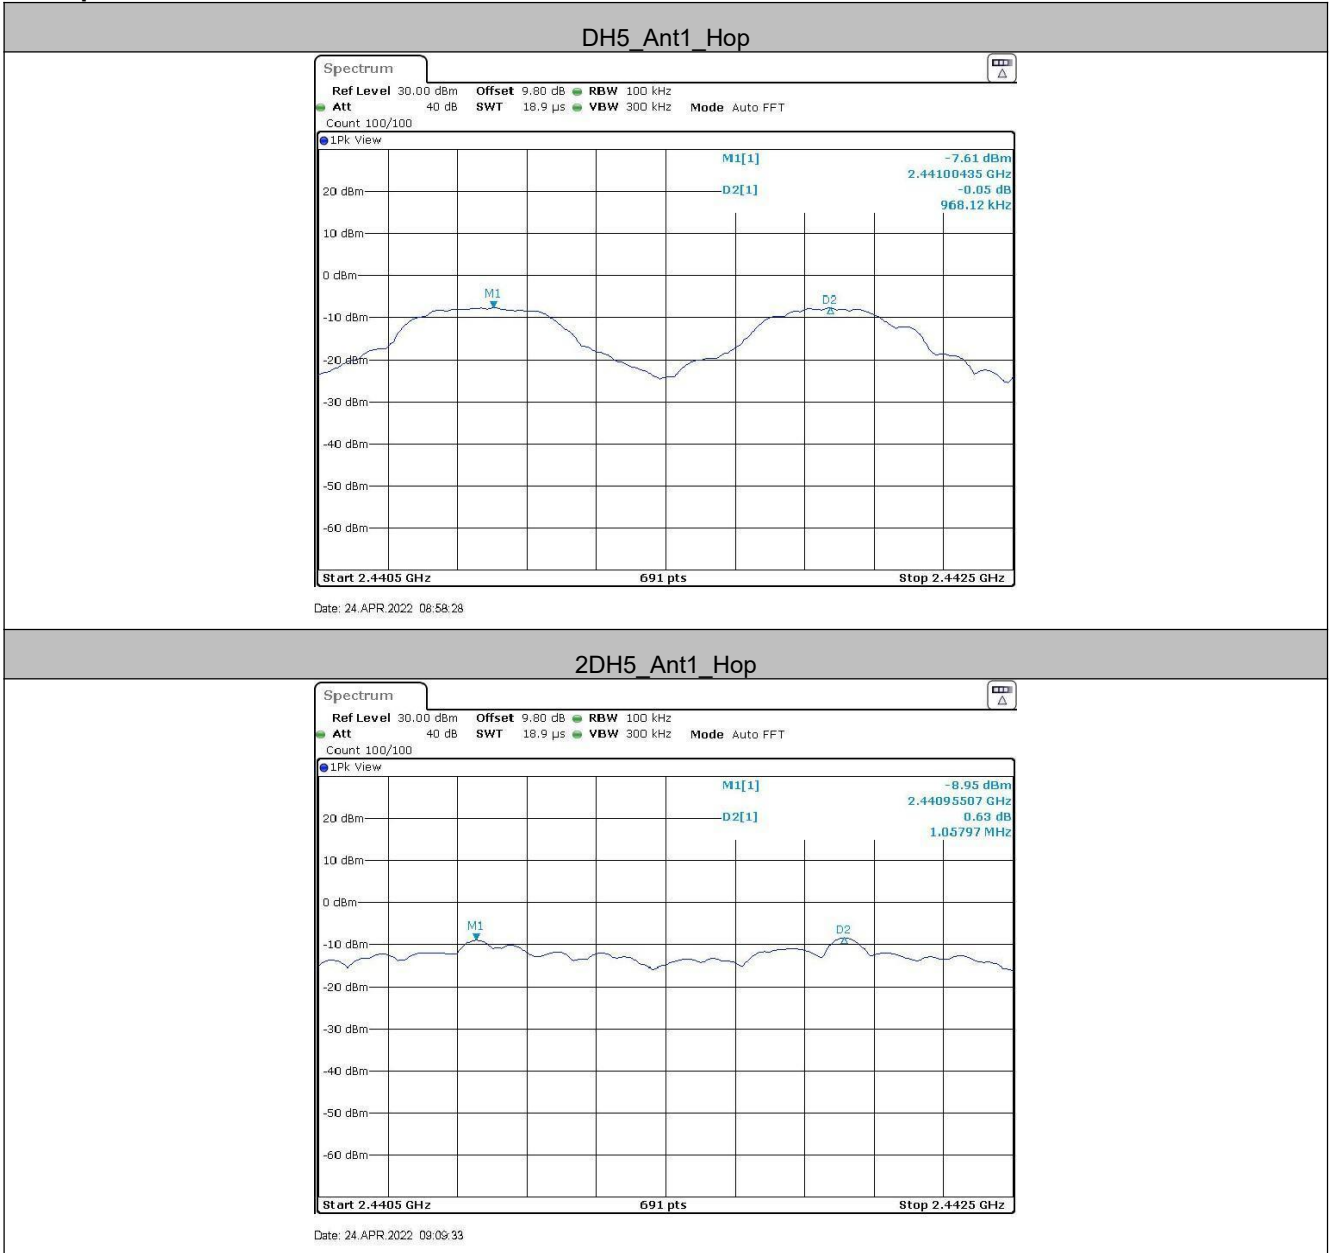 DH5_Ant1_Hop
Spectrum
Ref Level 30.00 dBm Offset 9.80 dB RBW 100 kHz
Att 40 dB SWT 18.9 µs VBW 300 kHz Mode Auto FFT
Count 100/100
1Pk View
M1[1] -7.61 dBm
2.44100435 GHz
20 dBm D2[1] -0.05 dB
968.12 kHz
10 dBm
0 dBm
M1
D2
-10 dBm
-20 dBm
-30 dBm
-40 dBm
-50 dBm
-60 dBm
Start 2.4405 GHz 691 pts Stop 2.4425 GHz
Date: 24.APR.2022 08:58:28
2DH5_Ant1_Hop
Spectrum
Ref Level 30.00 dBm Offset 9.80 dB RBW 100 kHz
Att 40 dB SWT 18.9 µs VBW 300 kHz Mode Auto FFT
Count 100/100
1Pk View
M1[1] -8.95 dBm
2.44095507 GHz
20 dBm D2[1] 0.63 dB
1.05797 MHz
10 dBm
0 dBm
M1
D2
-10 dBm
-20 dBm
-30 dBm
-40 dBm
-50 dBm
-60 dBm
Start 2.4405 GHz 691 pts Stop 2.4425 GHz
Date: 24.APR.2022 09:09:33